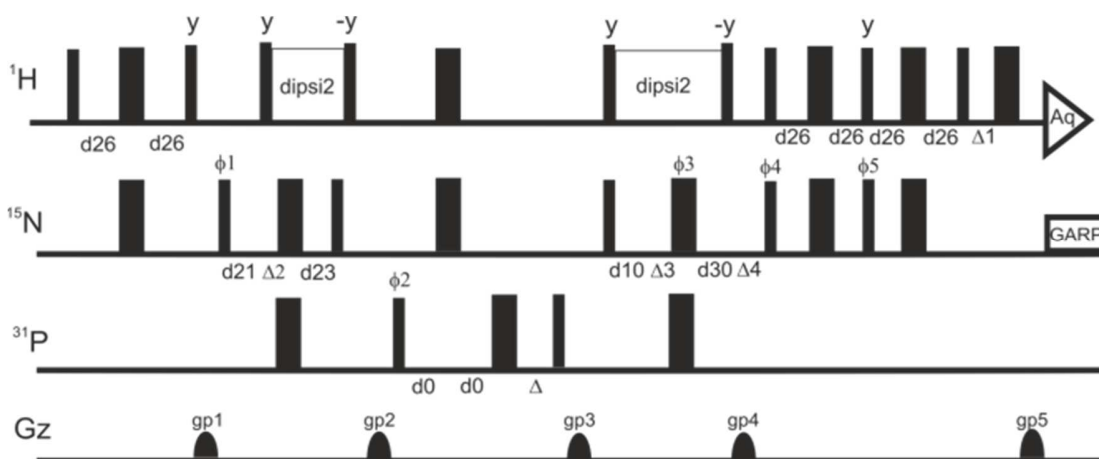 y y -y y -y y
¹H dipsi2 dipsi2 Aq
d26 d26 d26 d26 d26 d26 Δ1
ϕ1 ϕ3 ϕ4 ϕ5
¹⁵N GARP
d21 Δ2 d23 d10 Δ3 d30 Δ4
ϕ2
³¹P
d0 d0 Δ
Gz gp1 gp2 gp3 gp4 gp5